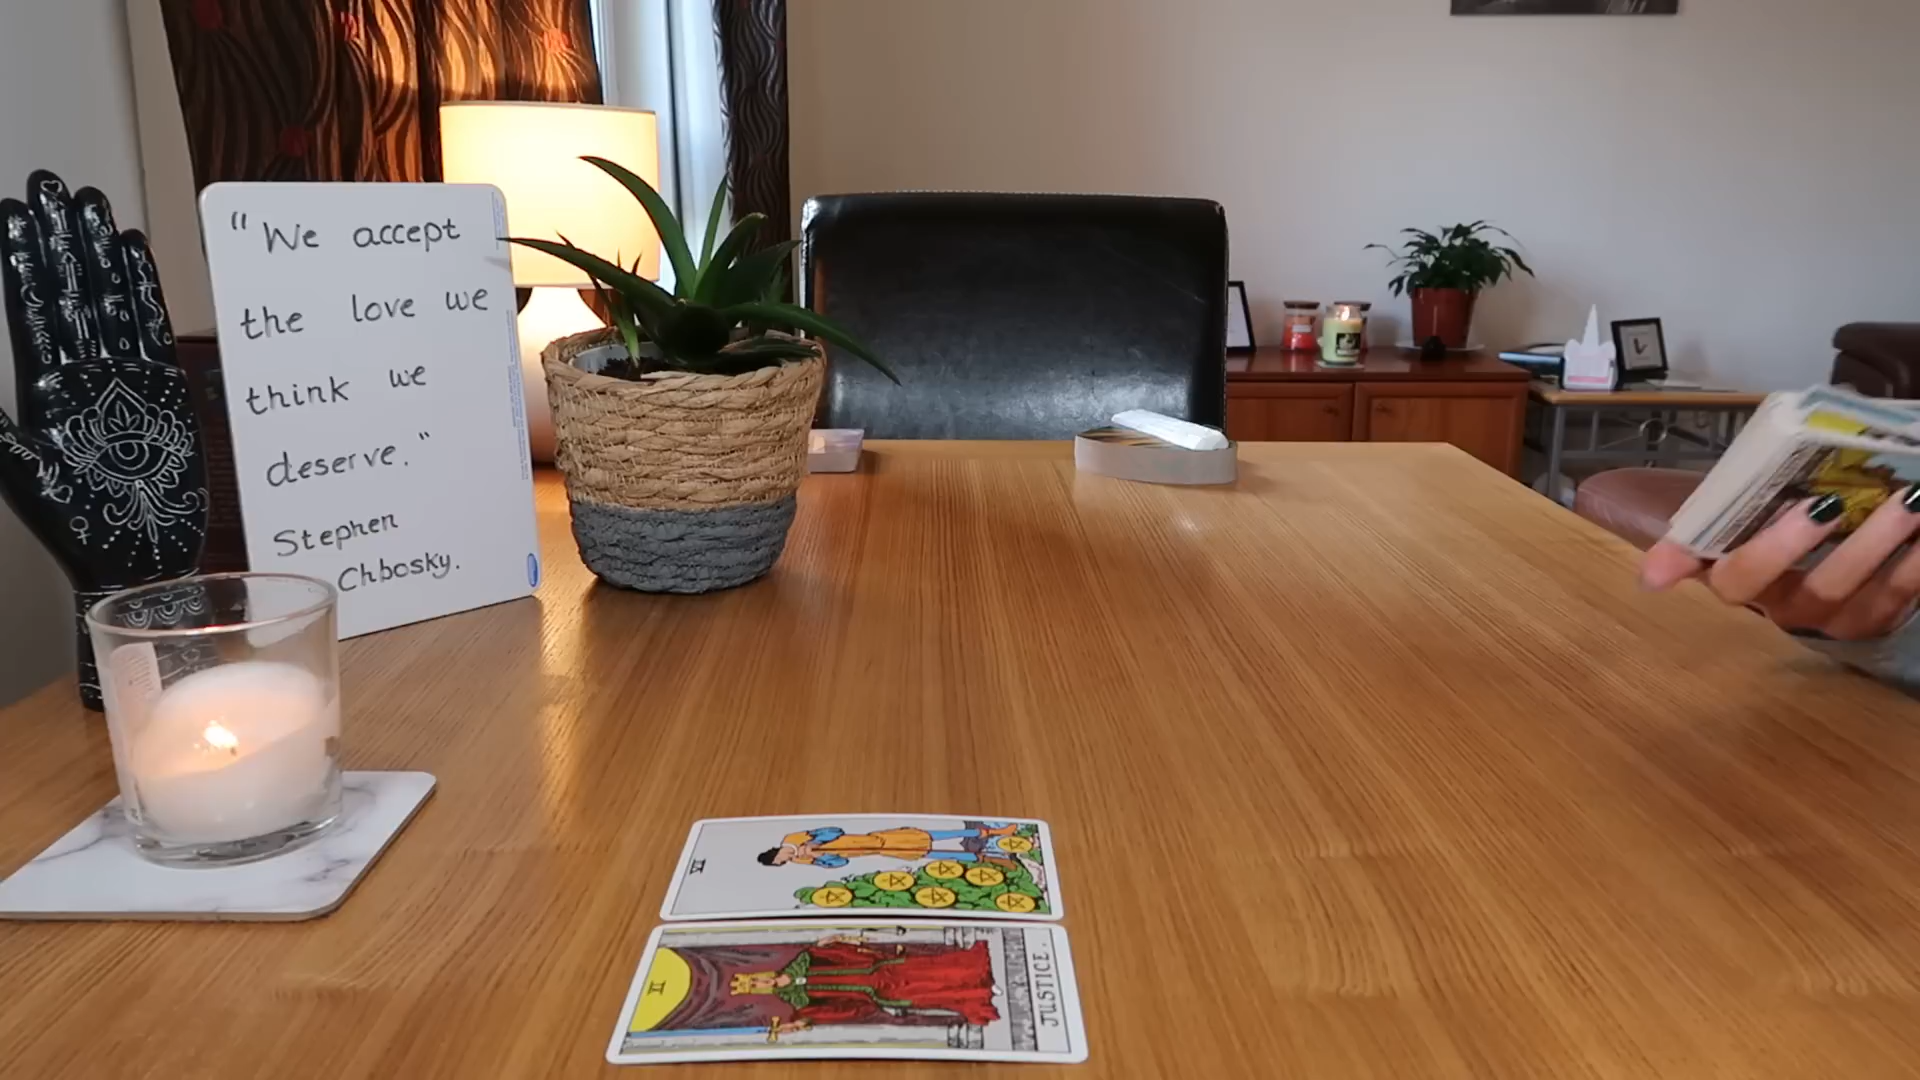 "We accept
the love we
think we
deserve."
Stephen
Chbosky.
JUSTICE.